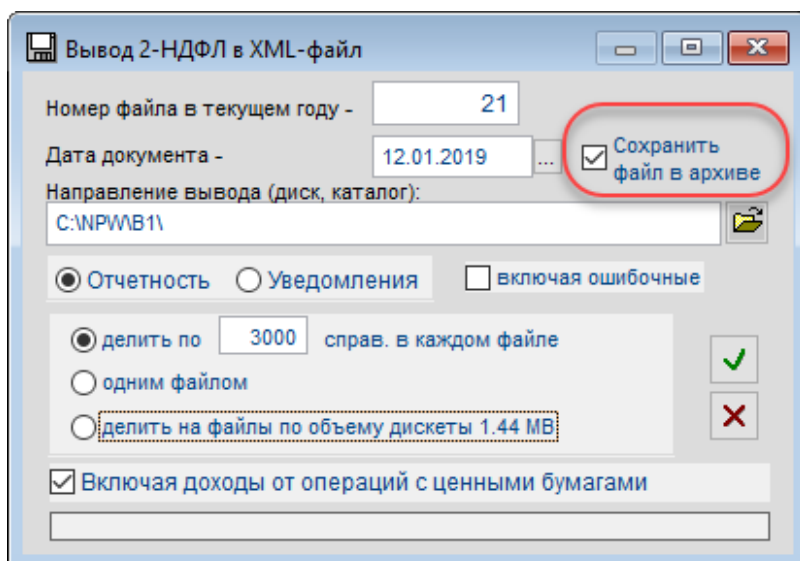 Вывод 2-НДФЛ в XML-файл
Номер файла в текущем году - 21
Дата документа - 12.01.2019 ...
Сохранить
файл в архиве
Направление вывода (диск, каталог):
C:\NPW\B1\
Отчетность Уведомления включая ошибочные
делить по 3000 справ. в каждом файле
одним файлом
делить на файлы по объему дискеты 1.44 MB
Включая доходы от операций с ценными бумагами